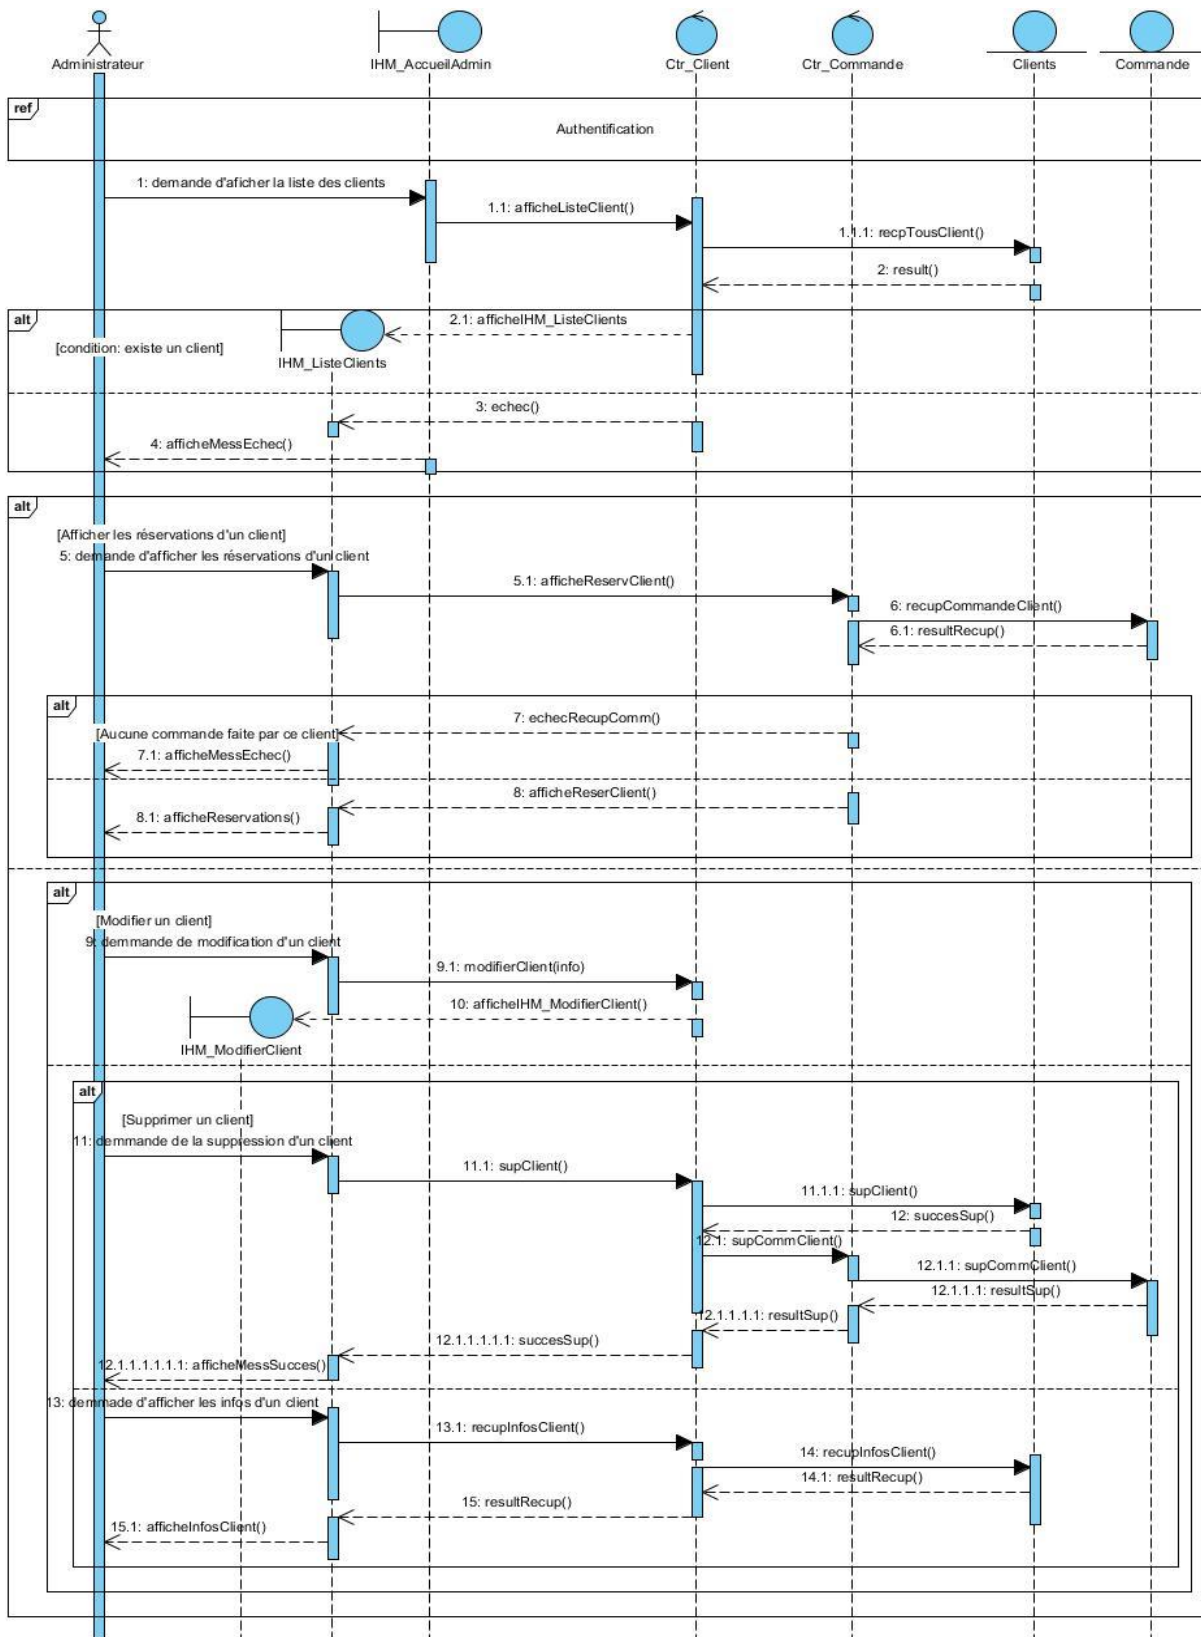 Administrateur
IHM_AccueilAdmin
Ctr_Client
Ctr_Commande
Clients
Commande
ref
Authentification
1: demande d'aficher la liste des clients
1.1: afficheListeClient()
1.1.1: recpTousClient()
2: result()
alt
2.1: afficheIHM_ListeClients
[condition: existe un client]
IHM_ListeClients
3: echec()
4: afficheMessEchec()
alt
[Afficher les réservations d'un client]
5: demande d'afficher les réservations d'un client
5.1: afficheReservClient()
6: recupCommandeClient()
6.1: resultRecup()
alt
7: echecRecupComm()
[Aucune commande faite par ce client]
7.1: afficheMessEchec()
8: afficheReserClient()
8.1: afficheReservations()
alt
[Modifier un client]
9: demmande de modification d'un client
9.1: modifierClient(info)
10: afficheIHM_ModifierClient()
IHM_ModifierClient
alt
[Supprimer un client]
11: demmande de la suppression d'un client
11.1: supClient()
11.1.1: supClient()
12: succesSup()
12.1: supCommClient()
12.1.1: supCommClient()
12.1.1.1: resultSup()
12.1.1.1.1: resultSup()
12.1.1.1.1.1: succesSup()
12.1.1.1.1.1.1: afficheMessSucces()
13: demmade d'afficher les infos d'un client
13.1: recupInfosClient()
14: recupInfosClient()
14.1: resultRecup()
15: resultRecup()
15.1: afficheInfosClient()